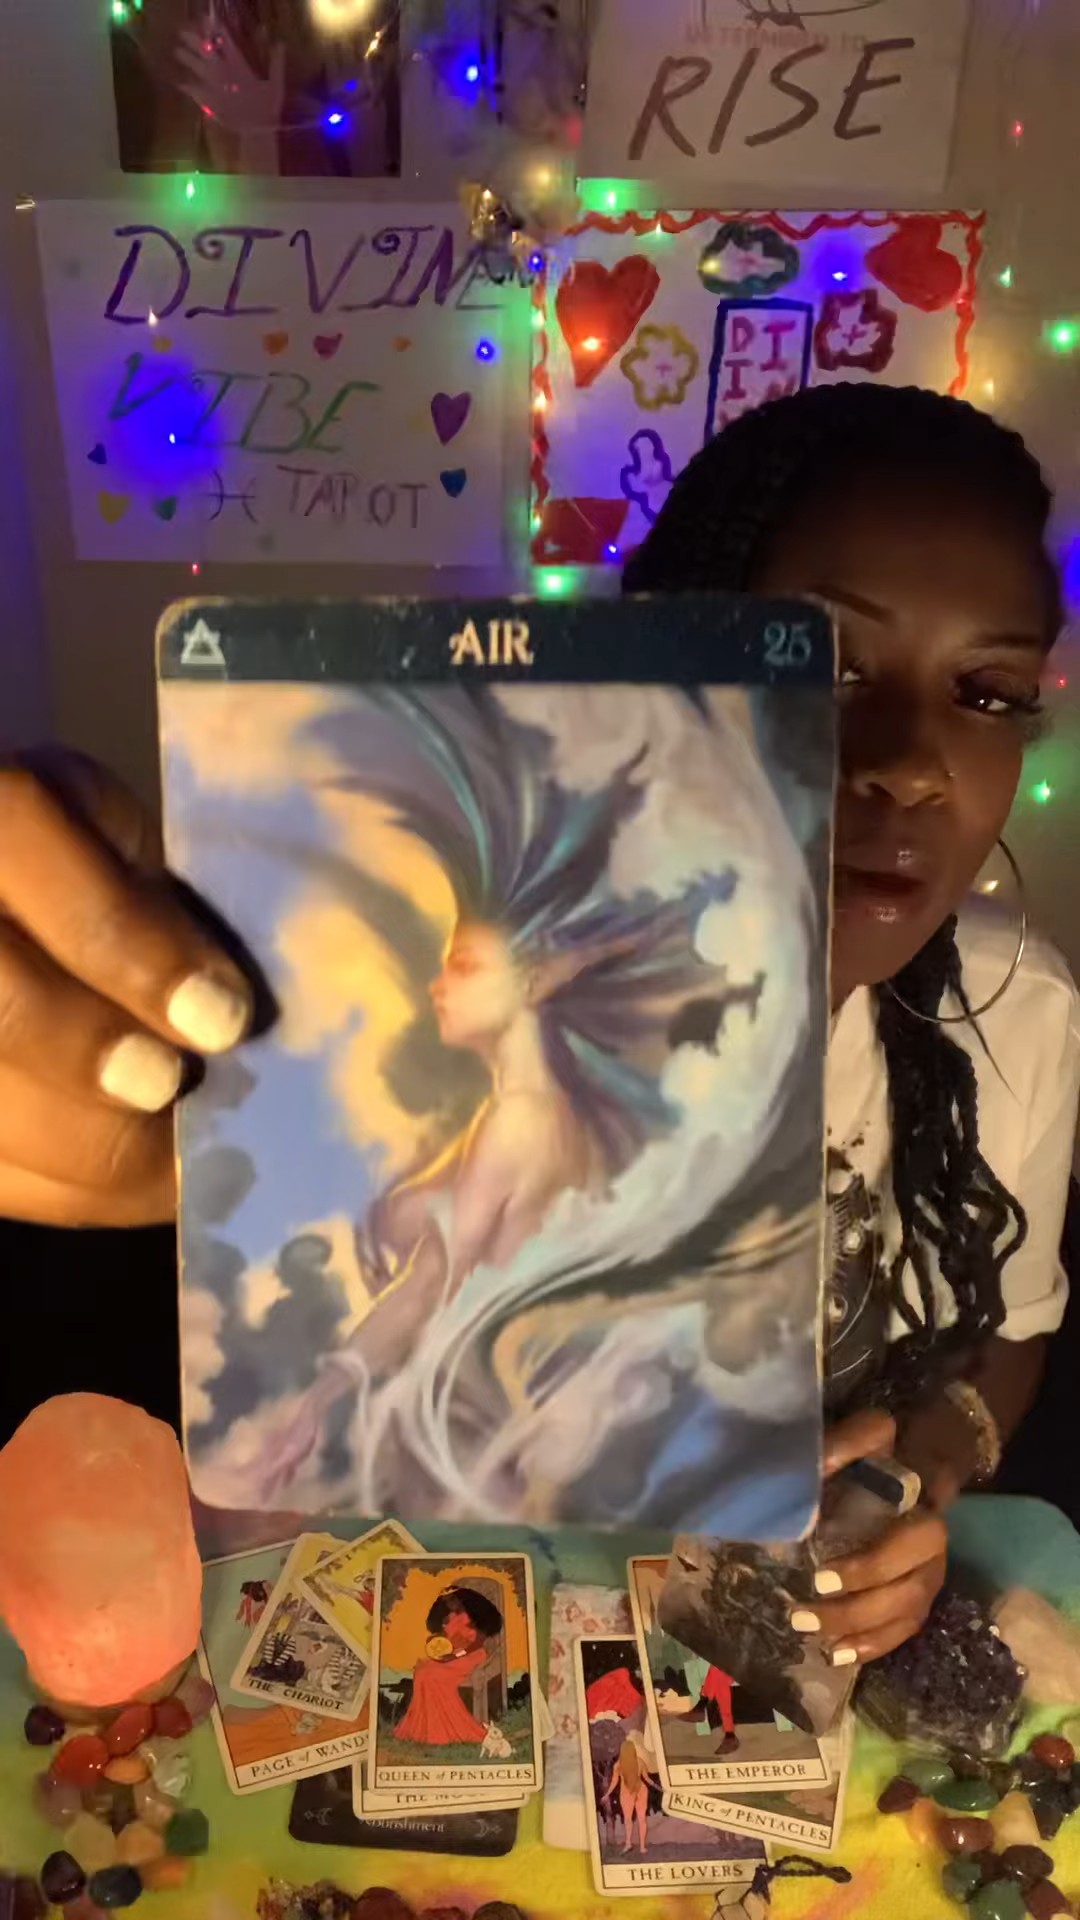 RISE
DIVINE
VIBE
TAROT
D I
I
AIR 25
THE CHARIOT
PAGE of WANDS
QUEEN of PENTACLES
Nourishment
THE EMPEROR
KING of PENTACLES
THE LOVERS